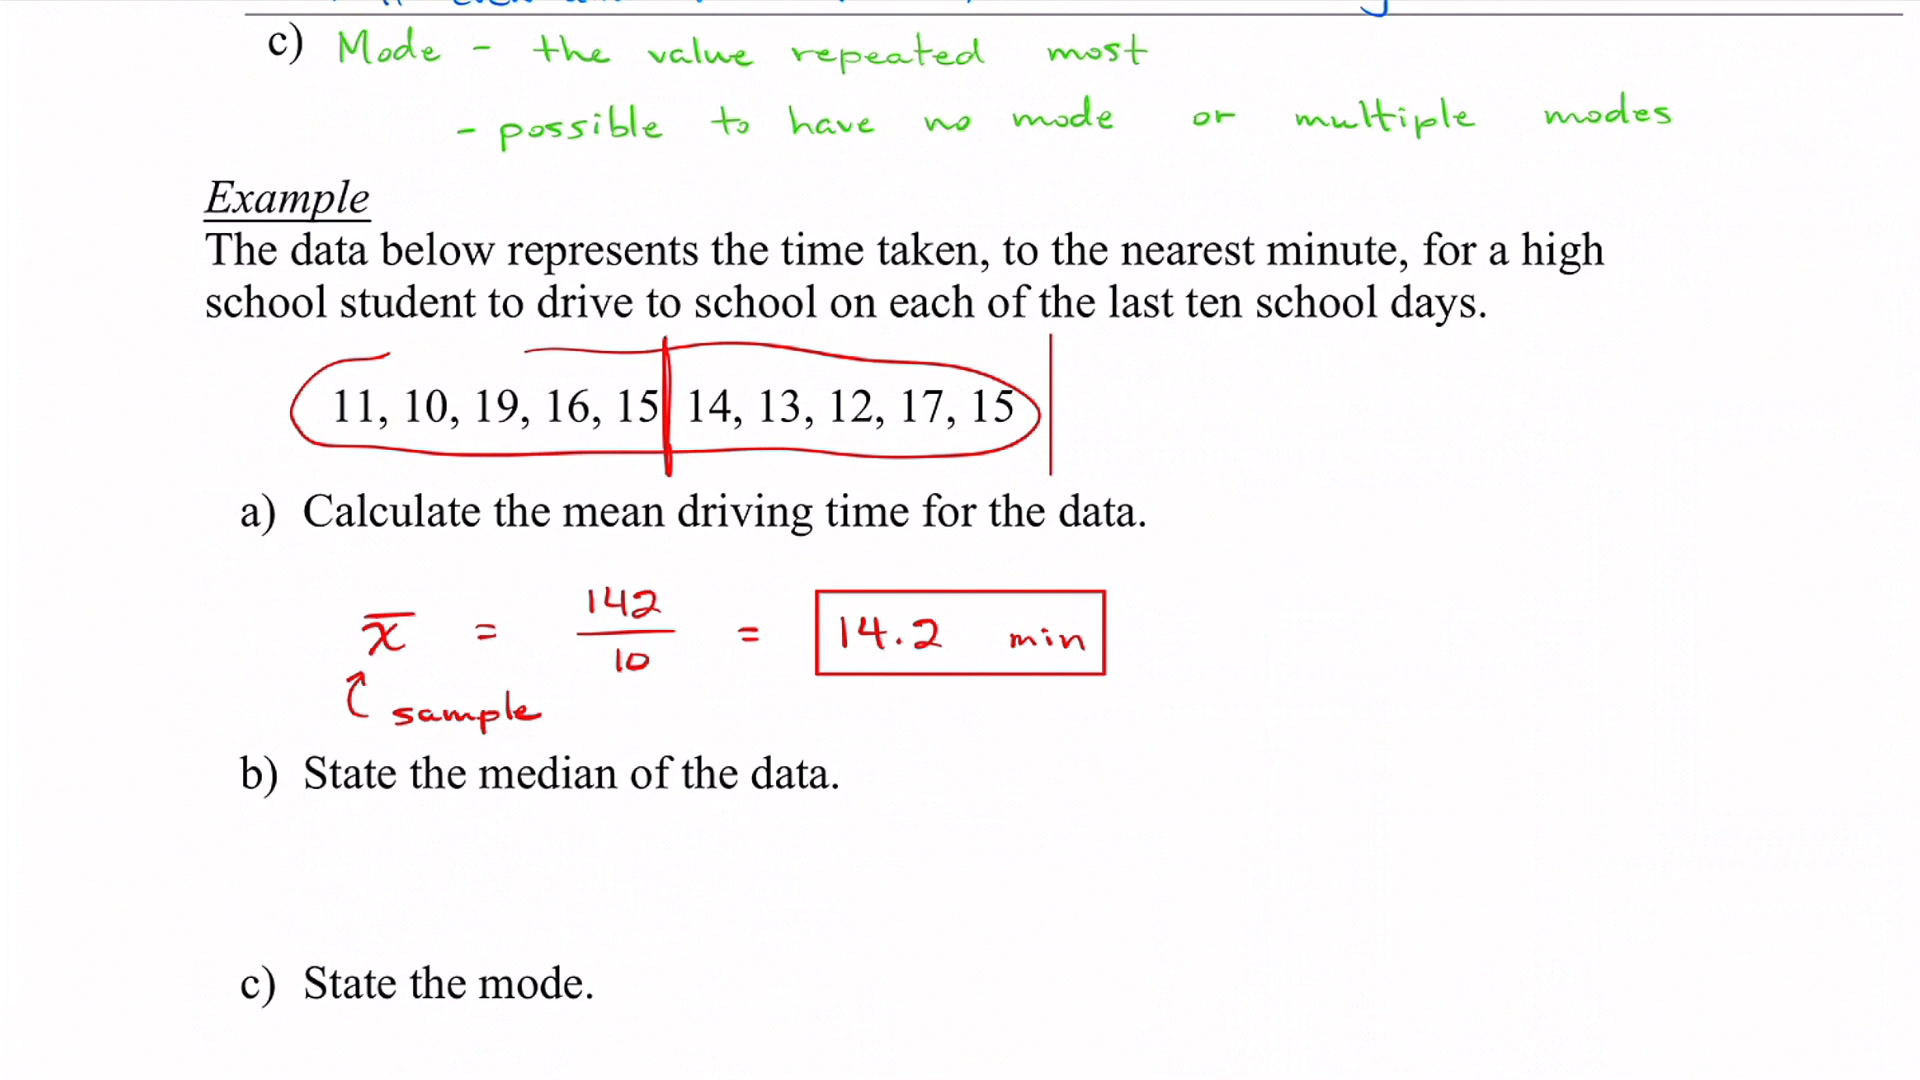 c) Mode - the value repeated most
- possible to have no mode or multiple modes
Example
The data below represents the time taken, to the nearest minute, for a high
school student to drive to school on each of the last ten school days.
11, 10, 19, 16, 15 14, 13, 12, 17, 15
a) Calculate the mean driving time for the data.
x̄ = 142/10 = 14.2 min
sample
b) State the median of the data.
c) State the mode.